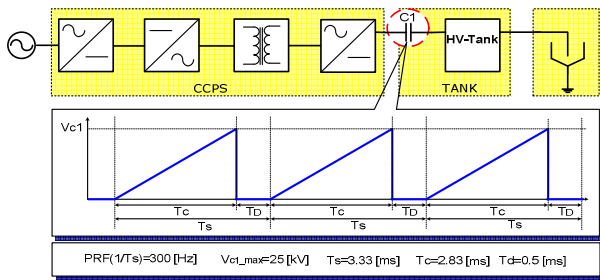 C1
HV-Tank
CCPS
TANK
Vc1
Tc TD Tc TD Tc TD
Ts Ts Ts
PRF(1/Ts)=300 [Hz] Vc1_max=25 [kV] Ts=3.33 [ms] Tc=2.83 [ms] Td=0.5 [ms]